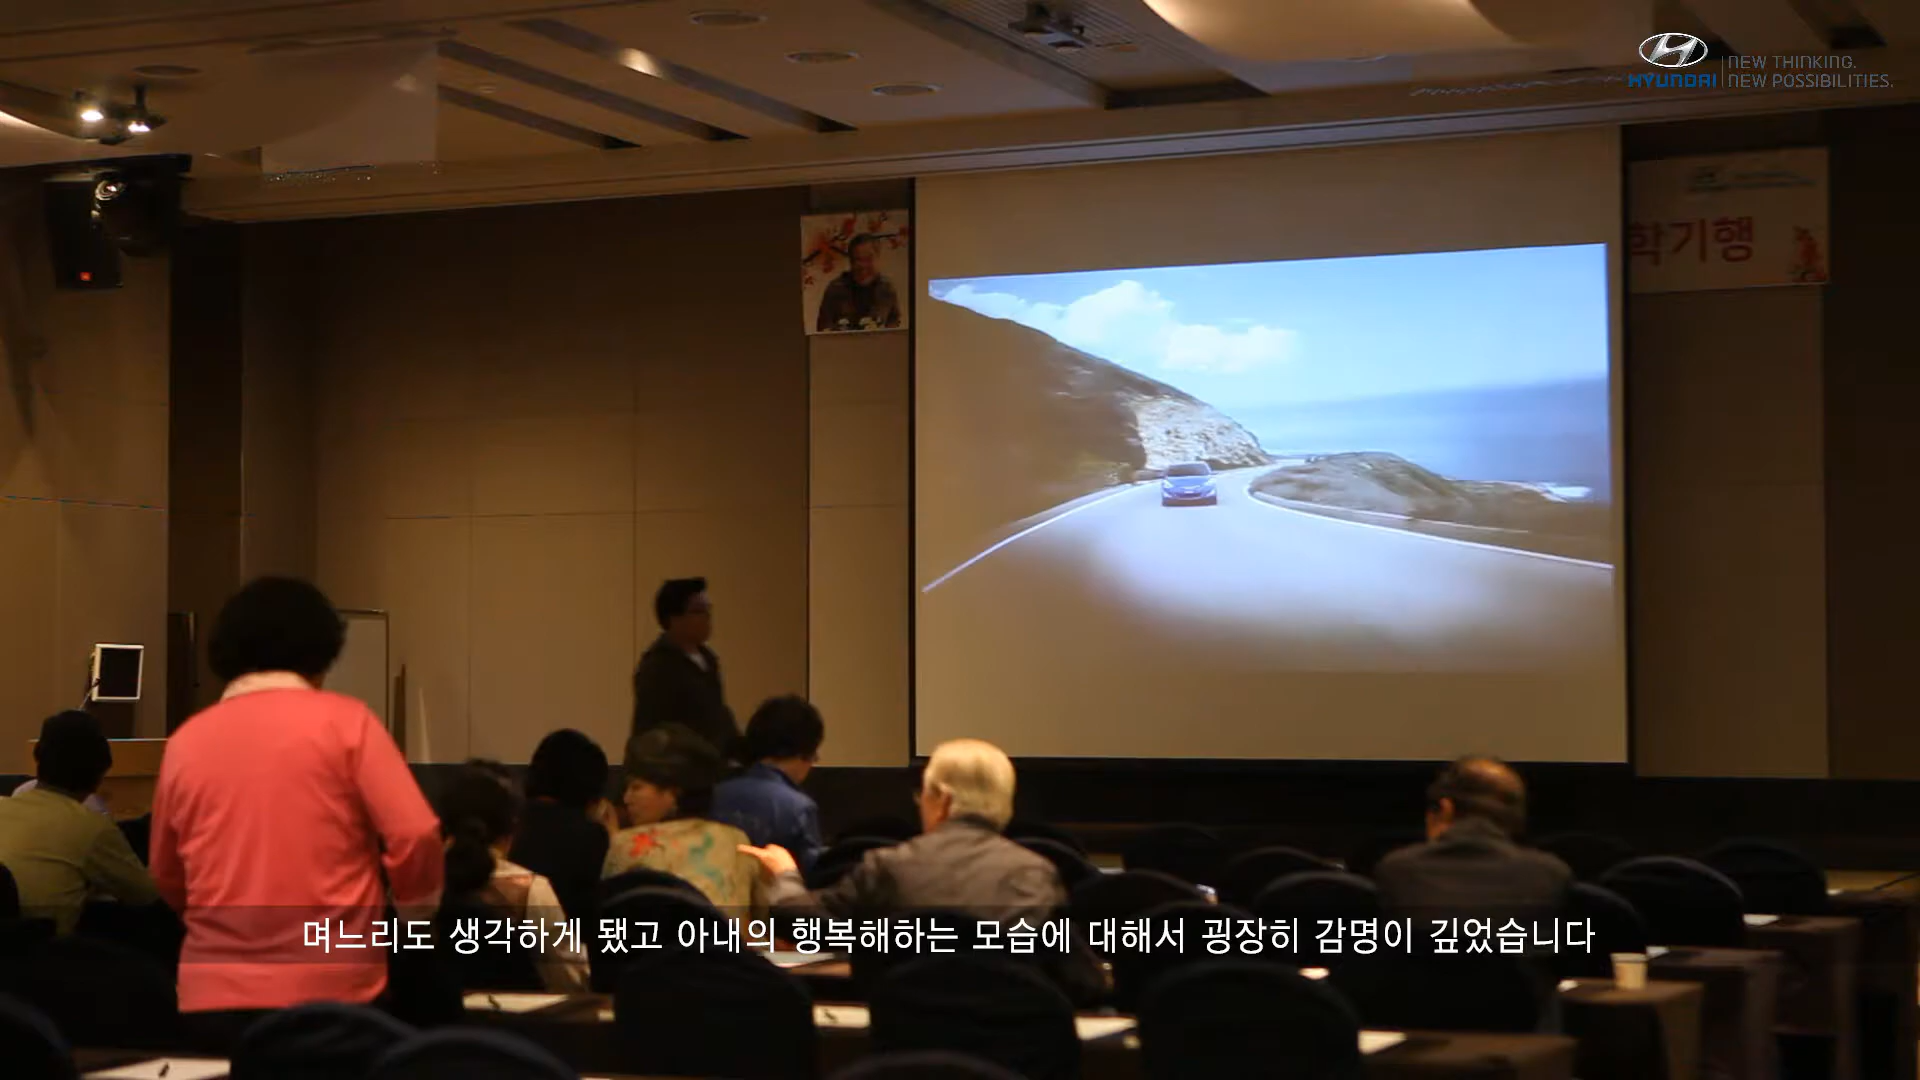 HYUNDAI
NEW THINKING.
NEW POSSIBILITIES.
학기행
며느리도 생각하게 됐고 아내의 행복해하는 모습에 대해서 굉장히 감명이 깊었습니다